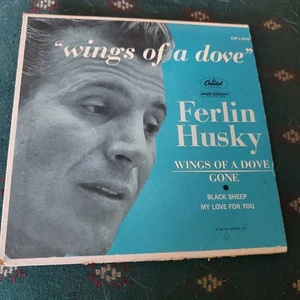 "wings of a dove"
Capitol
Ferlin
Husky
WINGS OF A DOVE
GONE
BLACK SHEEP
MY LOVE FOR YOU